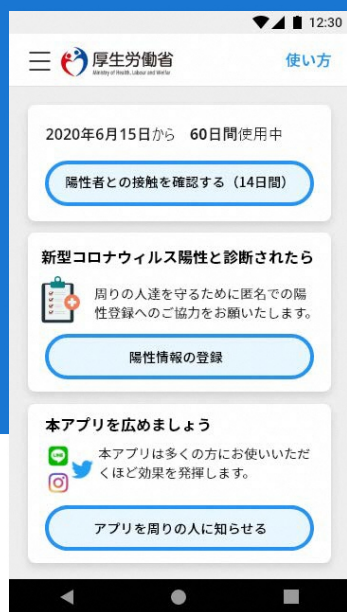 12:30
厚生労働省
Ministry of Health, Labour and Welfar
使い方
2020年6月15日から 60日間使用中
陽性者との接触を確認する（14日間）
新型コロナウィルス陽性と診断されたら
周りの人達を守るために匿名での陽
性登録へのご協力をお願いいたします。
陽性情報の登録
本アプリを広めましょう
LINE
本アプリは多くの方にお使いいただ
くほど効果を発揮します。
アプリを周りの人に知らせる